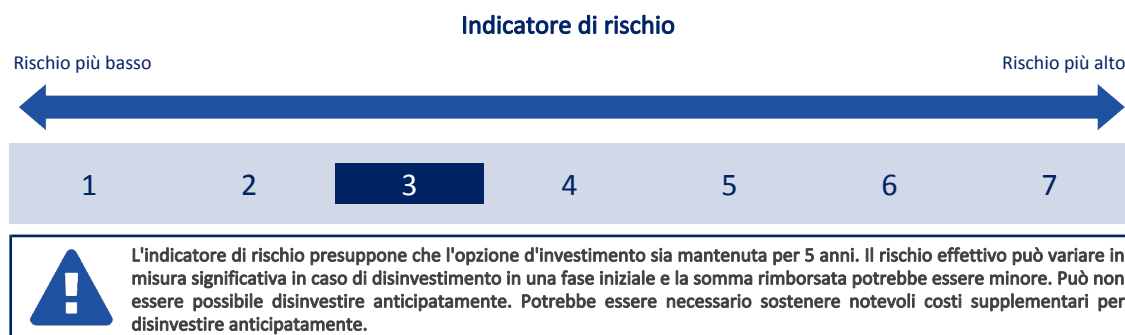 Indicatore di rischio
Rischio più basso
Rischio più alto
1 2 3 4 5 6 7
L'indicatore di rischio presuppone che l'opzione d'investimento sia mantenuta per 5 anni. Il rischio effettivo può variare in
misura significativa in caso di disinvestimento in una fase iniziale e la somma rimborsata potrebbe essere minore. Può non
essere possibile disinvestire anticipatamente. Potrebbe essere necessario sostenere notevoli costi supplementari per
disinvestire anticipatamente.